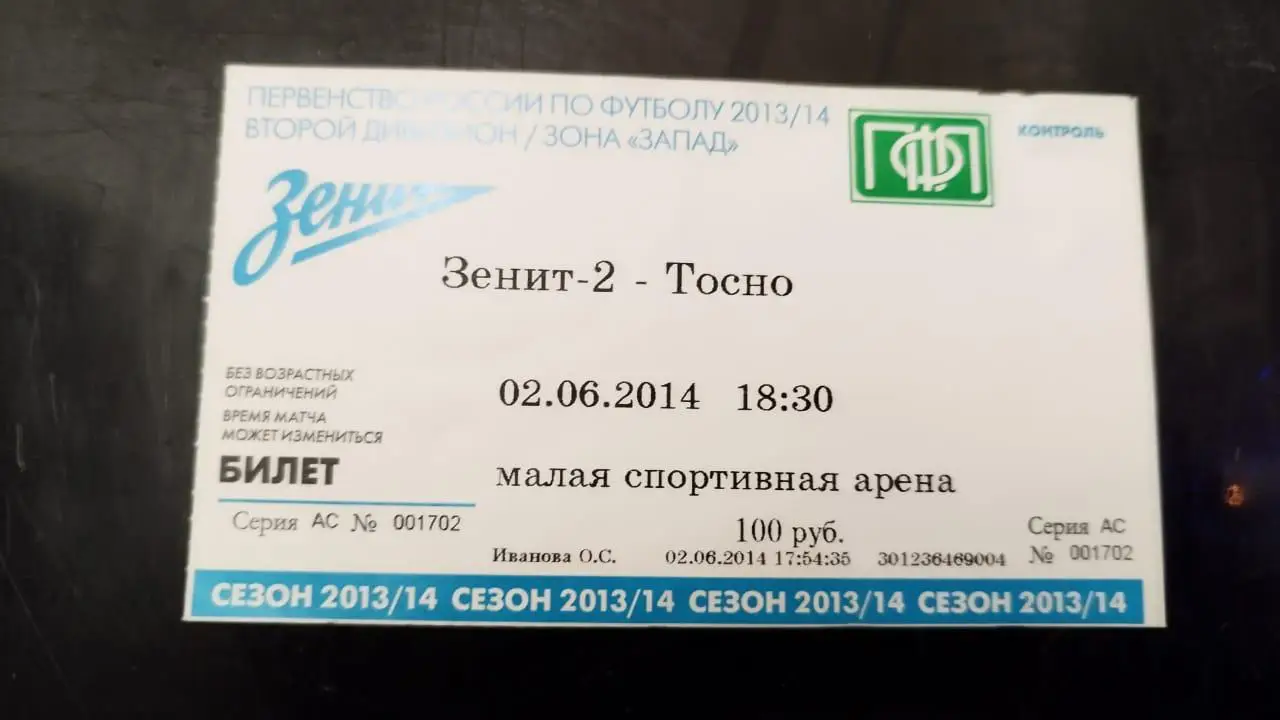 ПЕРВЕНСТВО РОССИИ ПО ФУТБОЛУ 2013/14
ВТОРОЙ ДИВИЗИОН / ЗОНА «ЗАПАД»
ПФЛ
КОНТРОЛЬ
Зенит
Зенит-2 - Тосно
БЕЗ ВОЗРАСТНЫХ
ОГРАНИЧЕНИЙ
ВРЕМЯ МАТЧА
МОЖЕТ ИЗМЕНИТЬСЯ
02.06.2014 18:30
БИЛЕТ
малая спортивная арена
Серия АС № 001702
100 руб.
Серия АС
№ 001702
Иванова О.С. 02.06.2014 17:54:35 301236469004
СЕЗОН 2013/14 СЕЗОН 2013/14 СЕЗОН 2013/14 СЕЗОН 2013/14